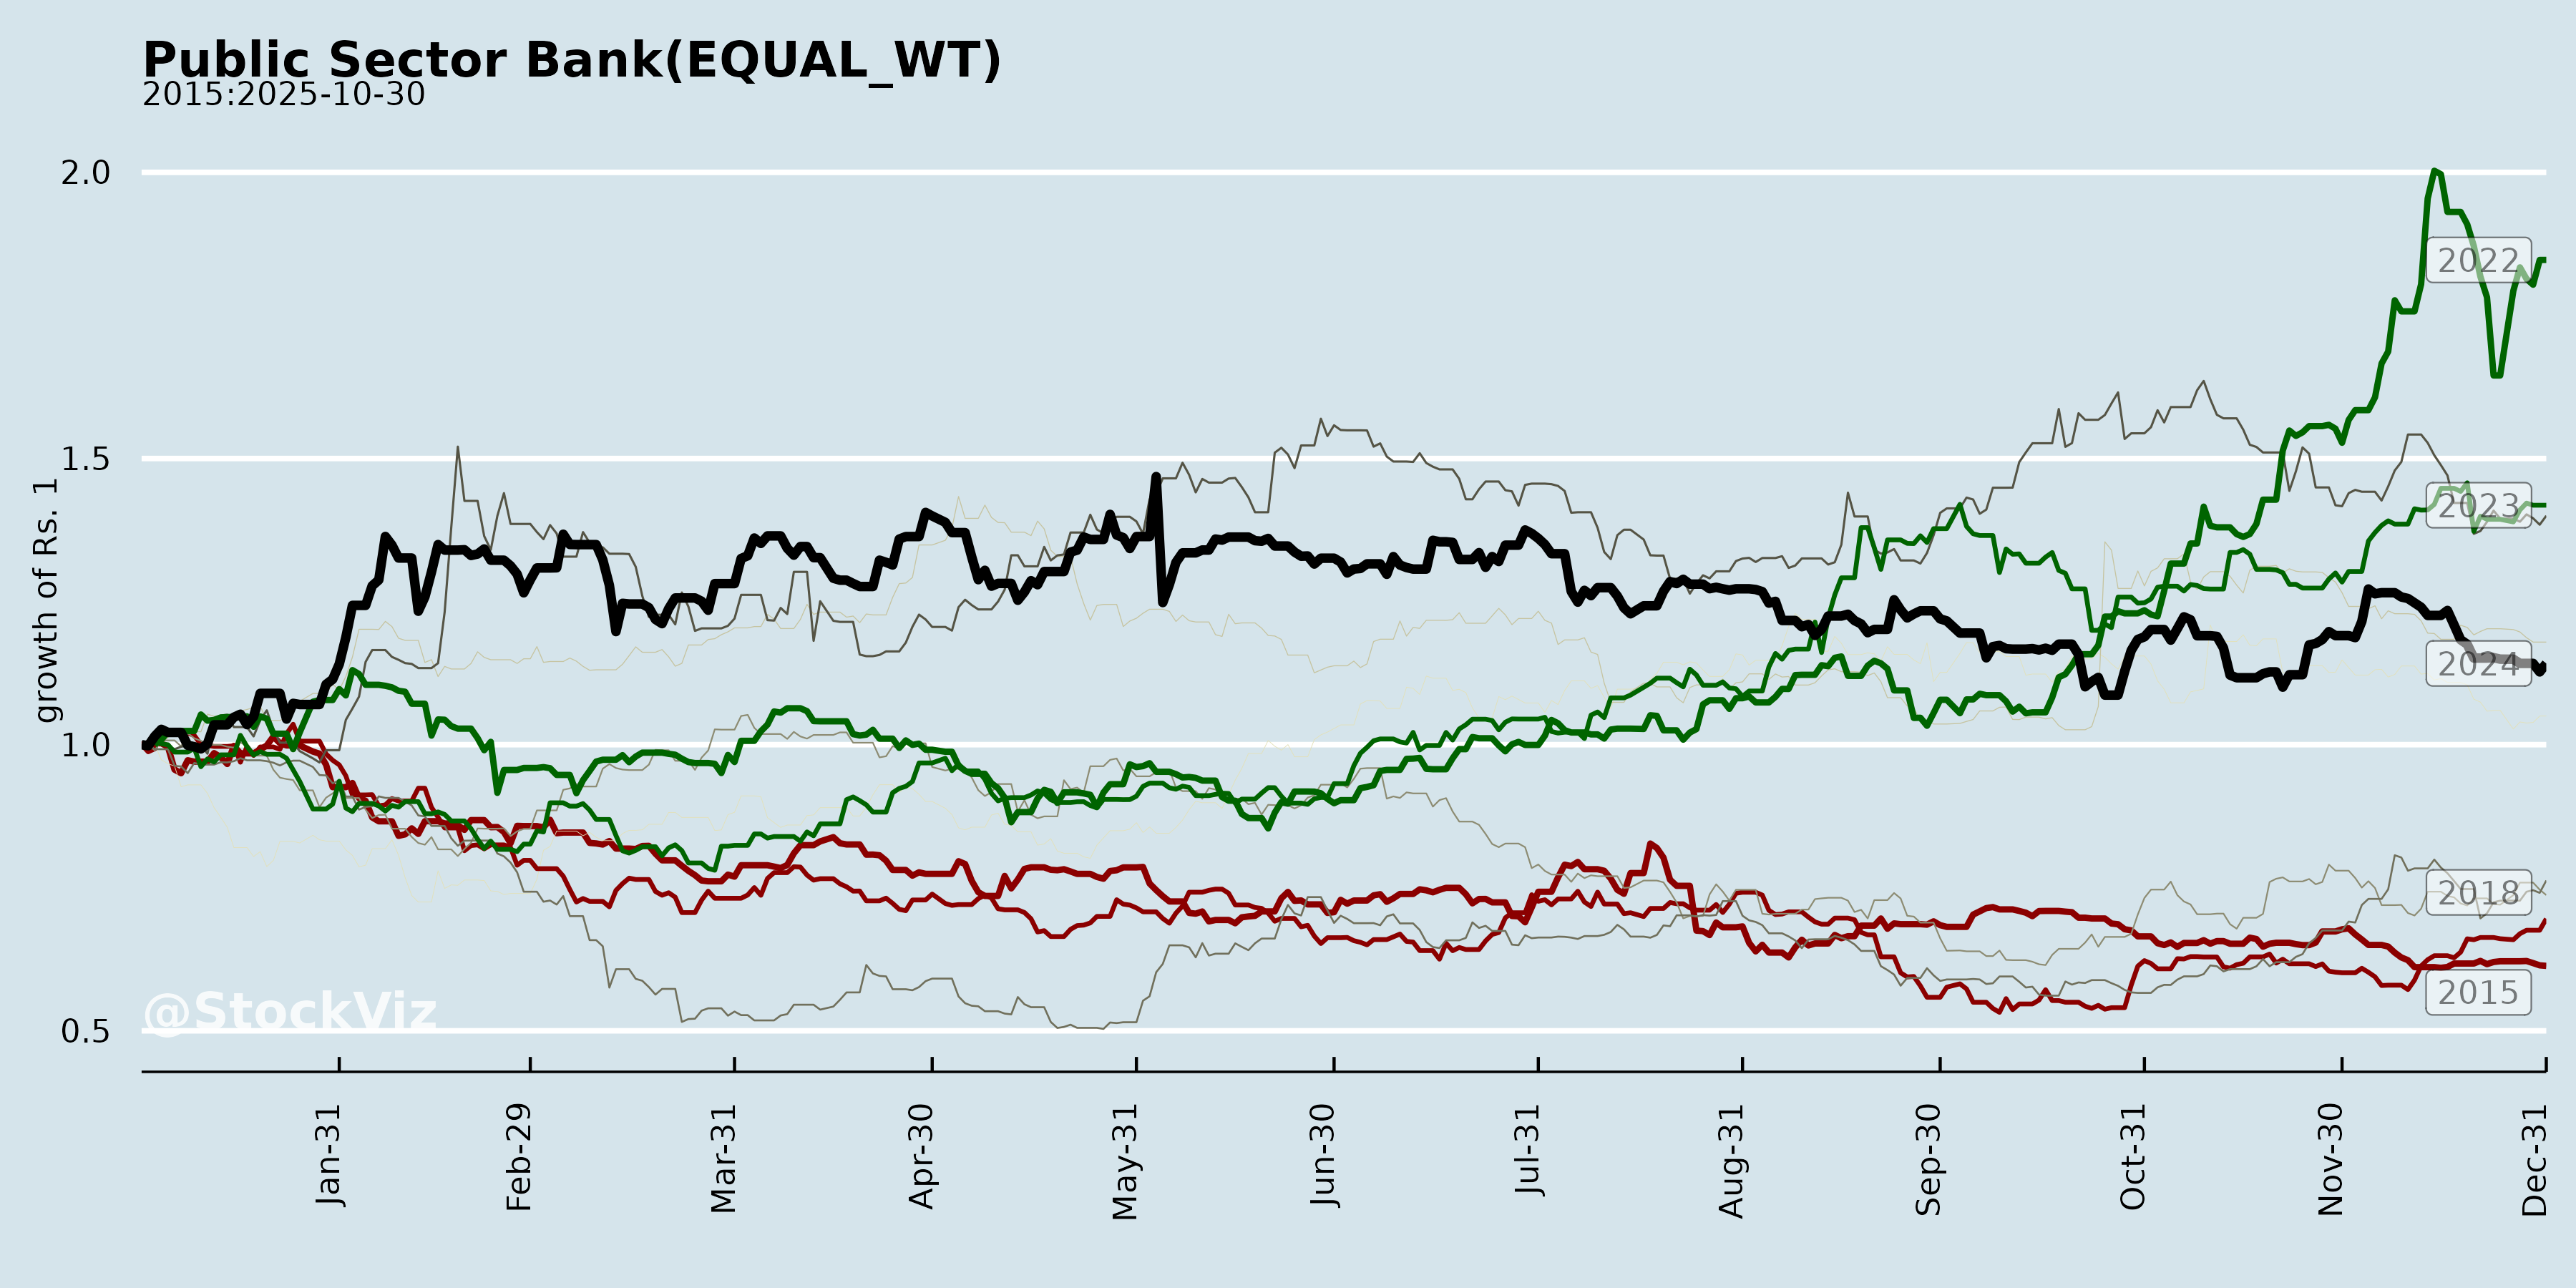 Public Sector Bank(EQUAL_WT)
2015:2025-10-30
growth of Rs. 1
2.0
1.5
1.0
0.5
2022
2023
2024
2018
2015
@StockViz
Jan-31
Feb-29
Mar-31
Apr-30
May-31
Jun-30
Jul-31
Aug-31
Sep-30
Oct-31
Nov-30
Dec-31